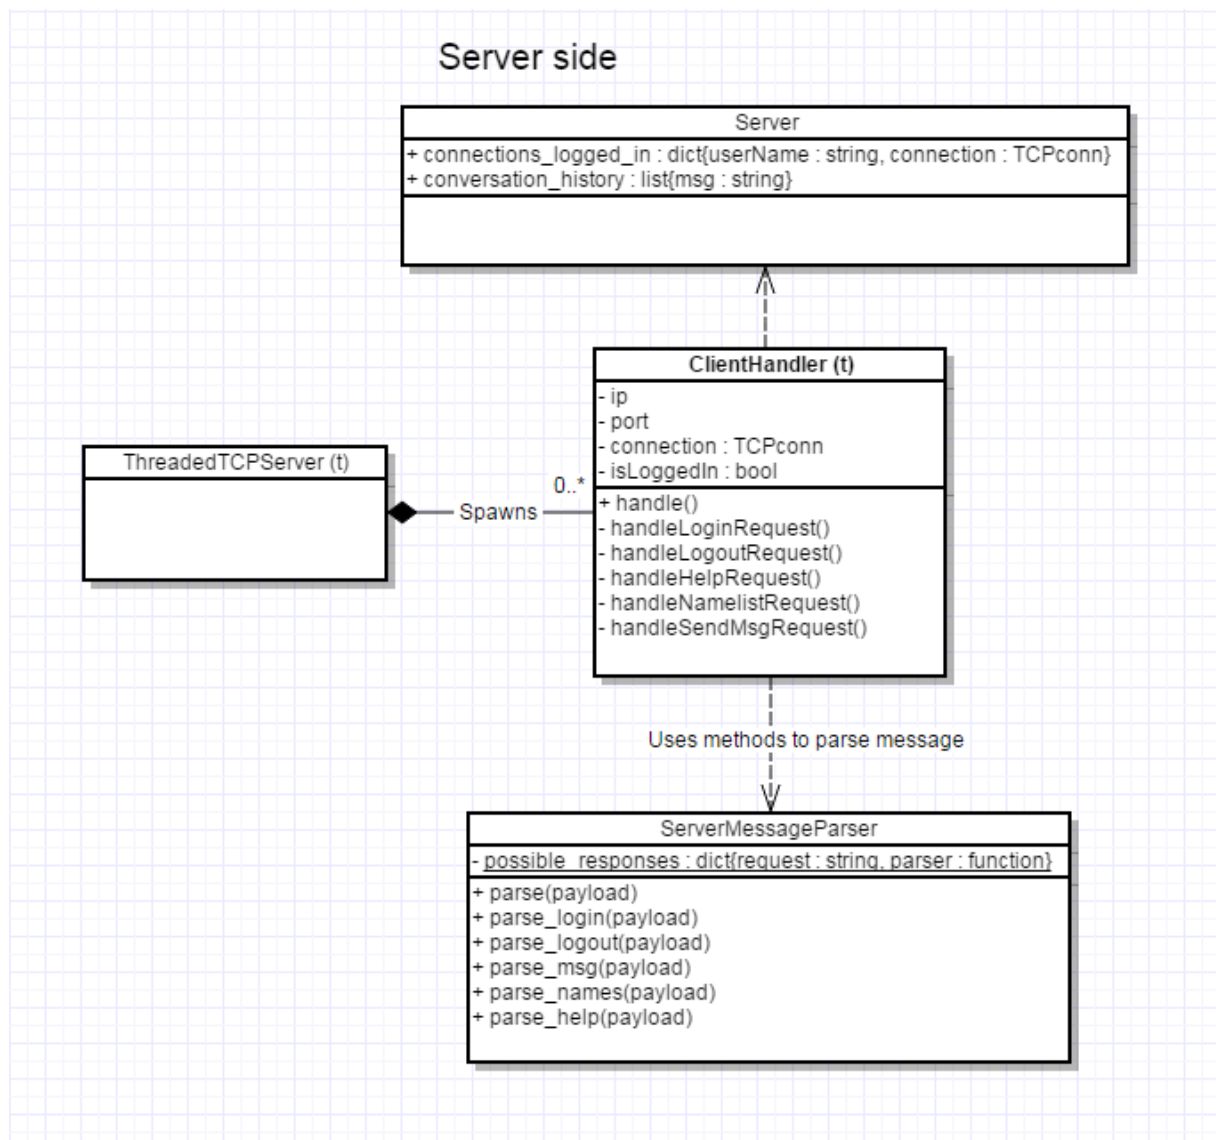 Server side
Server
+ connections_logged_in : dict{userName : string, connection : TCPconn}
+ conversation_history : list{msg : string}
ClientHandler (t)
- ip
- port
- connection : TCPconn
- isLoggedIn : bool
+ handle()
- handleLoginRequest()
- handleLogoutRequest()
- handleHelpRequest()
- handleNamelistRequest()
- handleSendMsgRequest()
ThreadedTCPServer (t)
Spawns
0..*
Uses methods to parse message
ServerMessageParser
- possible_responses : dict{request : string, parser : function}
+ parse(payload)
+ parse_login(payload)
+ parse_logout(payload)
+ parse_msg(payload)
+ parse_names(payload)
+ parse_help(payload)